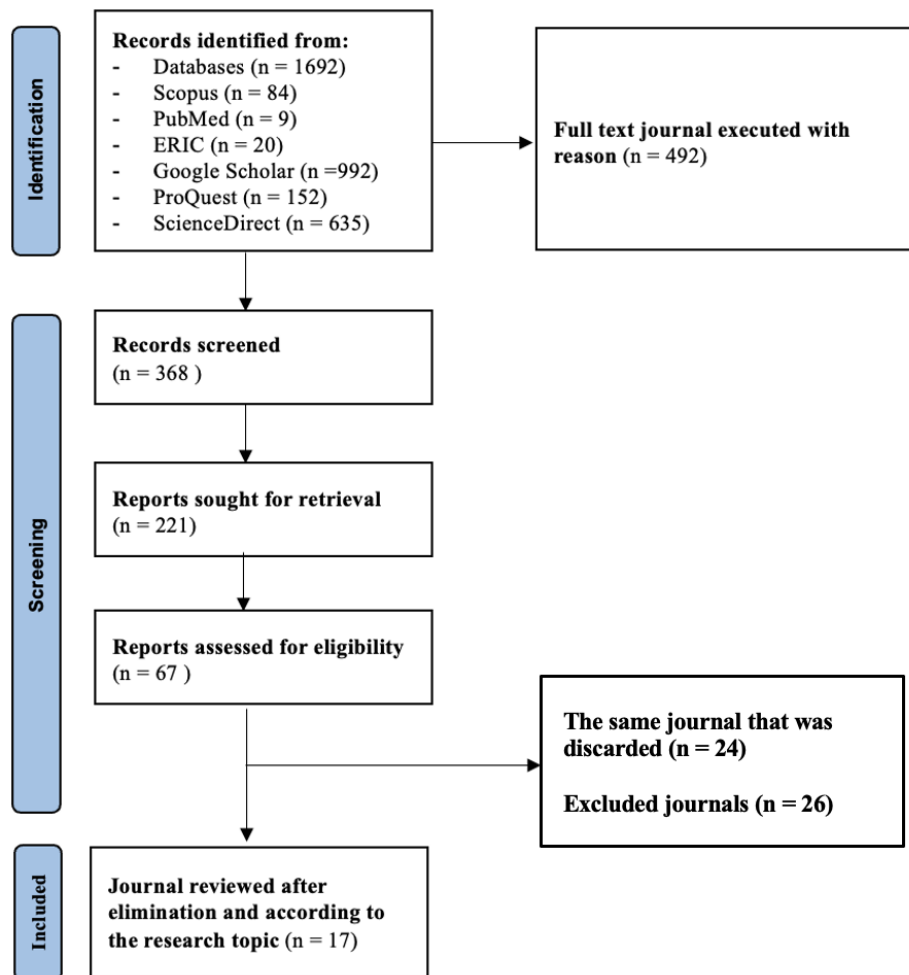 Identification
Records identified from:
- Databases (n = 1692)
- Scopus (n = 84)
- PubMed (n = 9)
- ERIC (n = 20)
- Google Scholar (n =992)
- ProQuest (n = 152)
- ScienceDirect (n = 635)
Full text journal executed with
reason (n = 492)
Screening
Records screened
(n = 368 )
Reports sought for retrieval
(n = 221)
Reports assessed for eligibility
(n = 67 )
The same journal that was
discarded (n = 24)
Excluded journals (n = 26)
Included
Journal reviewed after
elimination and according to
the research topic (n = 17)